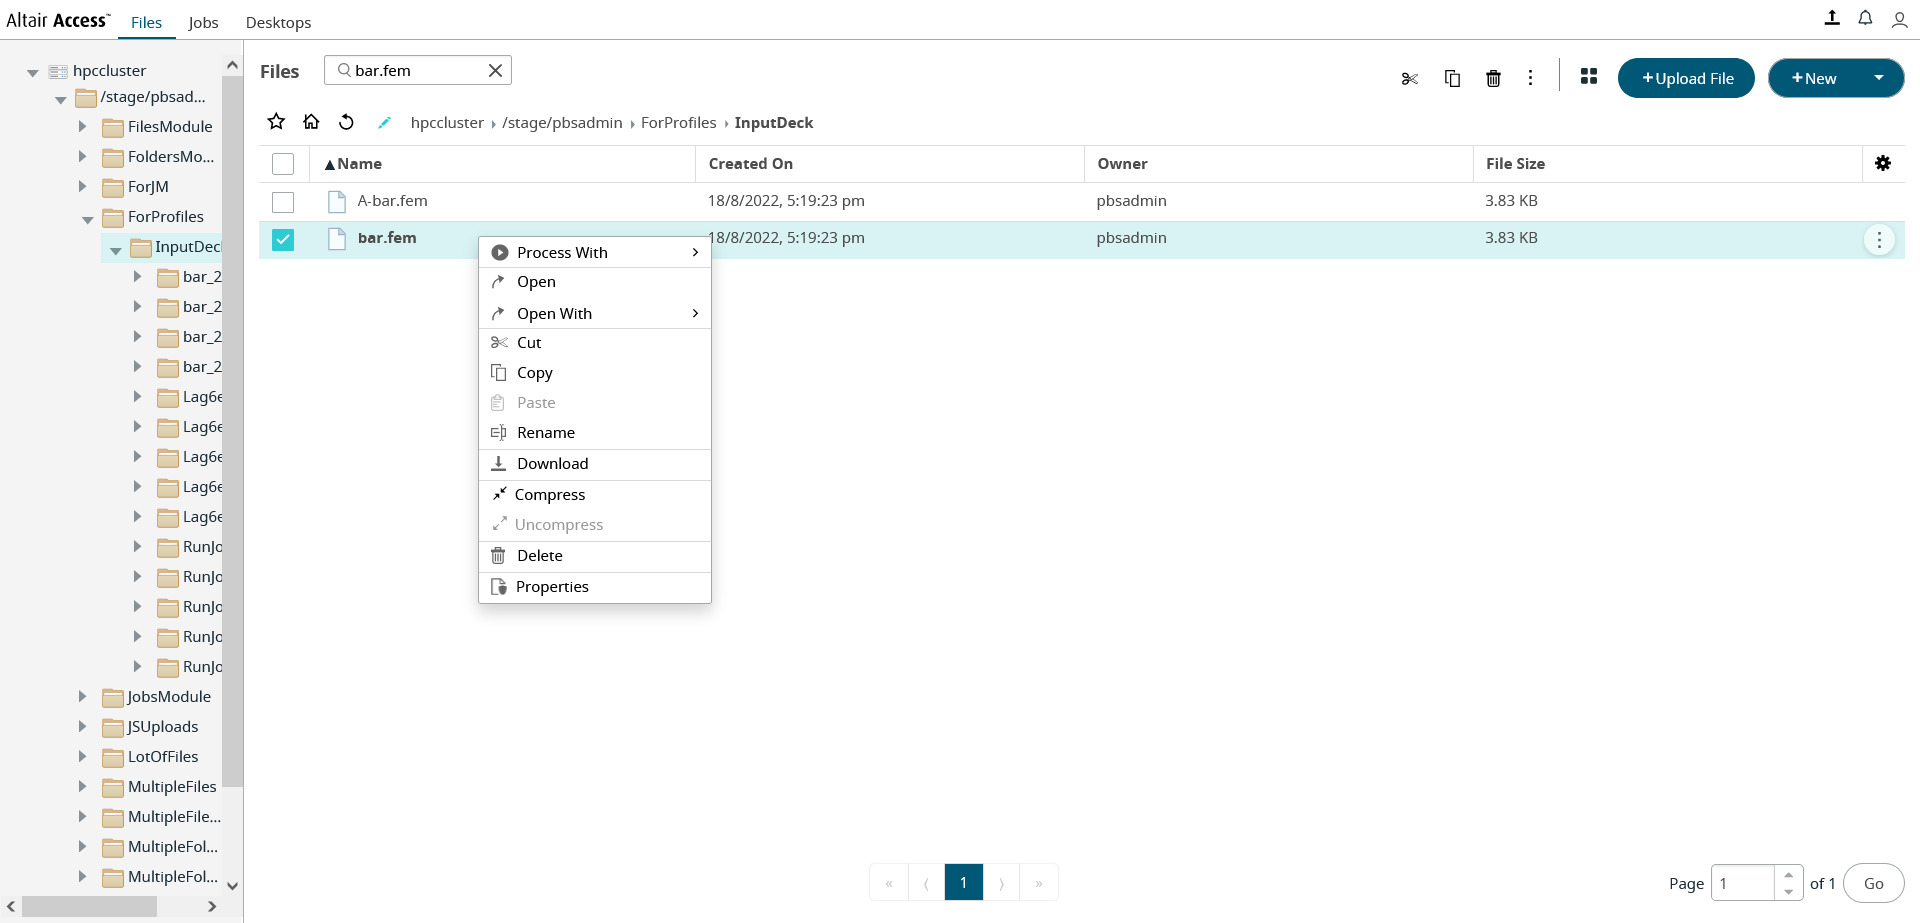 Altair Access™ Files Jobs Desktops
hpccluster
/stage/pbsad...
FilesModule
FoldersMo...
ForJM
ForProfiles
InputDec
bar_2
bar_2
bar_2
bar_2
Lag6e
Lag6e
Lag6e
Lag6e
Lag6e
RunJo
RunJo
RunJo
RunJo
RunJo
JobsModule
JSUploads
LotOfFiles
MultipleFiles
MultipleFile...
MultipleFol...
MultipleFol...
Files bar.fem
+Upload File +New
hpccluster › /stage/pbsadmin › ForProfiles › InputDeck
▲Name Created On Owner File Size
A-bar.fem 18/8/2022, 5:19:23 pm pbsadmin 3.83 KB
bar.fem 18/8/2022, 5:19:23 pm pbsadmin 3.83 KB
Process With
Open
Open With
Cut
Copy
Paste
Rename
Download
Compress
Uncompress
Delete
Properties
« ⟨ 1 ⟩ »
Page 1 of 1 Go